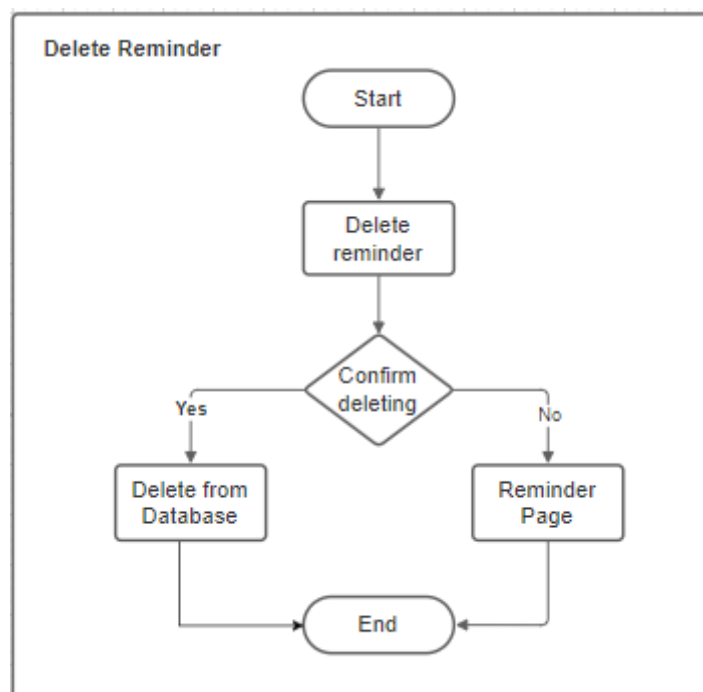 Delete Reminder
Start
Delete
reminder
Confirm
deleting
Yes
No
Delete from
Database
Reminder
Page
End